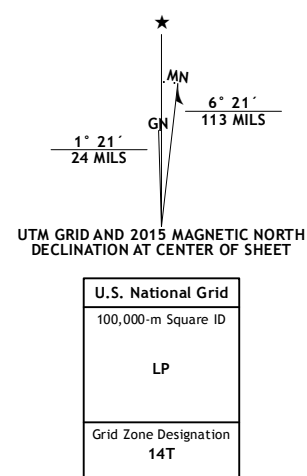 ★
MN
GN
6° 21´
113 MILS
1° 21´
24 MILS
UTM GRID AND 2015 MAGNETIC NORTH
DECLINATION AT CENTER OF SHEET
U.S. National Grid
100,000-m Square ID
LP
Grid Zone Designation
14T